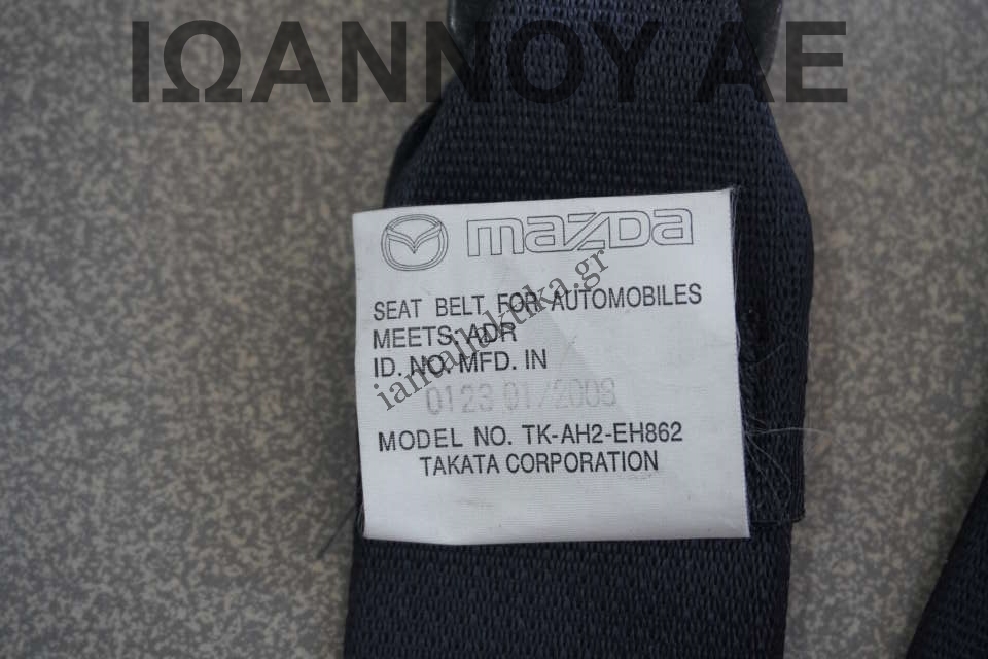 ΙΩΑΝΝΟΥ ΑΕ
mazda
SEAT BELT FOR AUTOMOBILES
MEETS: ADR
ID. NO. MFD. IN
0123 01/2008
MODEL NO. TK-AH2-EH862
TAKATA CORPORATION
iantallaktika.gr